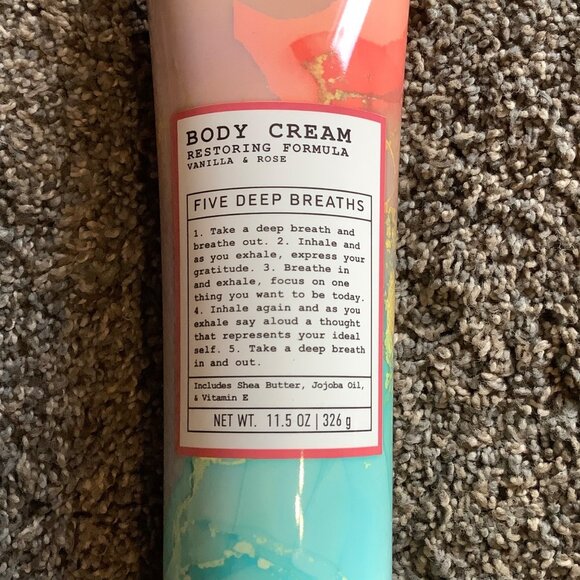 BODY CREAM
RESTORING FORMULA
VANILLA & ROSE
FIVE DEEP BREATHS
1. Take a deep breath and
breathe out. 2. Inhale and
as you exhale, express your
gratitude. 3. Breathe in
and exhale, focus on one
thing you want to be today.
4. Inhale again and as you
exhale say aloud a thought
that represents your ideal
self. 5. Take a deep breath
in and out.
Includes Shea Butter, Jojoba Oil,
& Vitamin E
NET WT. 11.5 OZ | 326 g